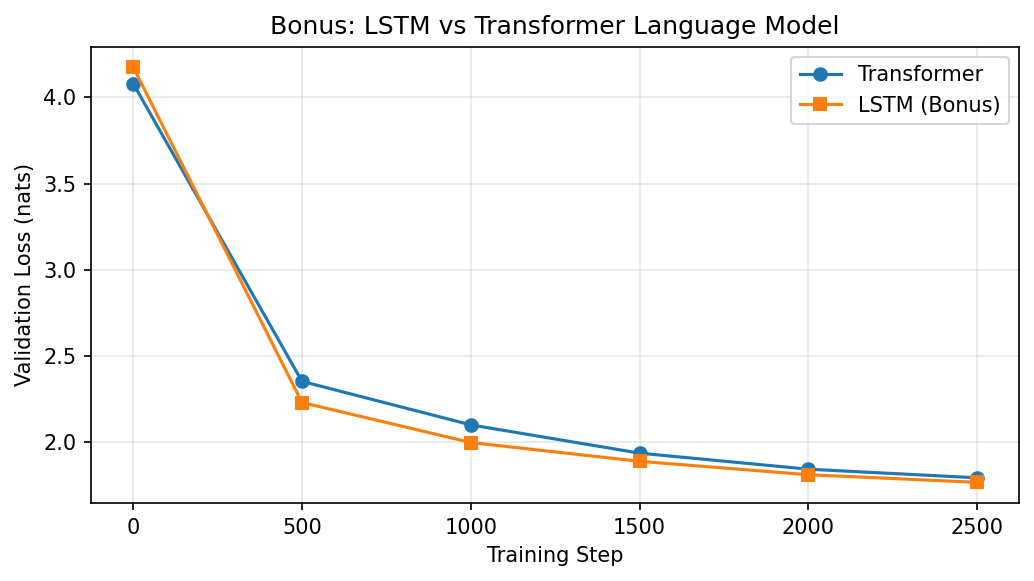 Bonus: LSTM vs Transformer Language Model
Transformer
LSTM (Bonus)
Validation Loss (nats)
4.0
3.5
3.0
2.5
2.0
0 500 1000 1500 2000 2500
Training Step